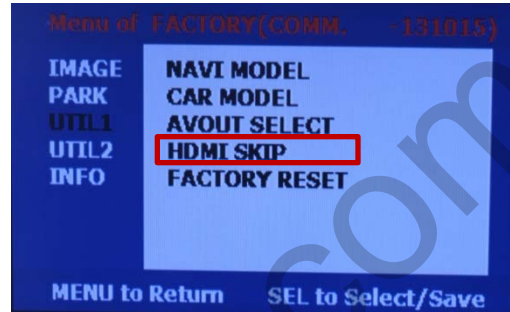 Menu of FACTORY(COMM. -131015)
IMAGE
PARK
UTIL1
UTIL2
INFO
NAVI MODEL
CAR MODEL
AVOUT SELECT
HDMI SKIP
FACTORY RESET
MENU to Return SEL to Select/Save
com